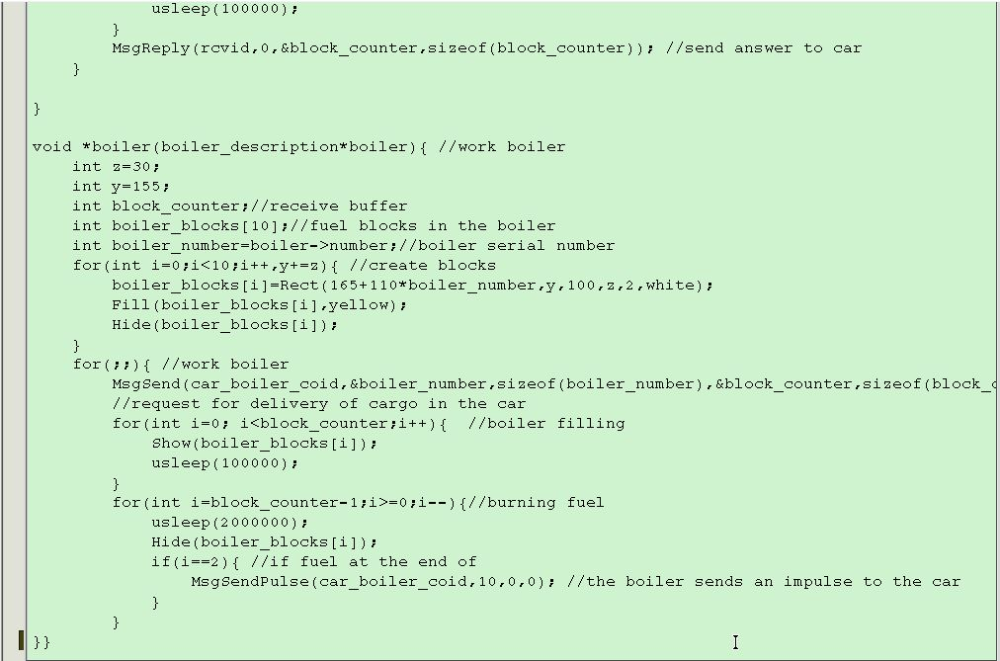 usleep(100000);
        }
        MsgReply(rcvid,0,&block_counter,sizeof(block_counter)); //send answer to car
    }
}
void *boiler(boiler_description*boiler){ //work boiler
    int z=30;
    int y=155;
    int block_counter;//receive buffer
    int boiler_blocks[10];//fuel blocks in the boiler
    int boiler_number=boiler->number;//boiler serial number
    for(int i=0;i<10;i++,y+=z){ //create blocks
        boiler_blocks[i]=Rect(165+110*boiler_number,y,100,z,2,white);
        Fill(boiler_blocks[i],yellow);
        Hide(boiler_blocks[i]);
    }
    for(;;){ //work boiler
        MsgSend(car_boiler_coid,&boiler_number,sizeof(boiler_number),&block_counter,sizeof(block_c
        //request for delivery of cargo in the car
        for(int i=0; i<block_counter;i++){  //boiler filling
            Show(boiler_blocks[i]);
            usleep(100000);
        }
        for(int i=block_counter-1;i>=0;i--){//burning fuel
            usleep(2000000);
            Hide(boiler_blocks[i]);
            if(i==2){ //if fuel at the end of
                MsgSendPulse(car_boiler_coid,10,0,0); //the boiler sends an impulse to the car
            }
        }
}}